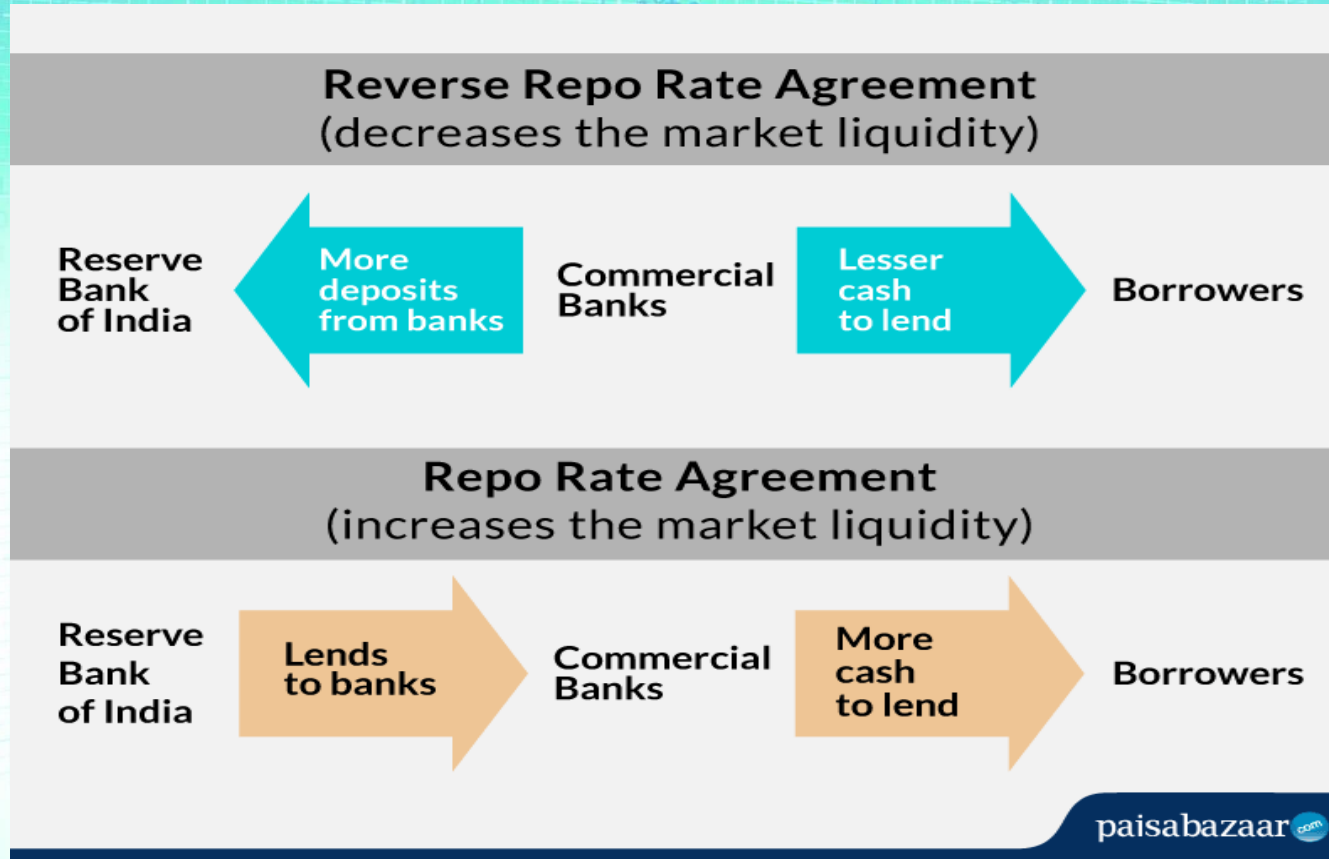 Reverse Repo Rate Agreement
(decreases the market liquidity)
Reserve
Bank
of India
More
deposits
from banks
Commercial
Banks
Lesser
cash
to lend
Borrowers
Repo Rate Agreement
(increases the market liquidity)
Reserve
Bank
of India
Lends
to banks
Commercial
Banks
More
cash
to lend
Borrowers
paisabazaar com